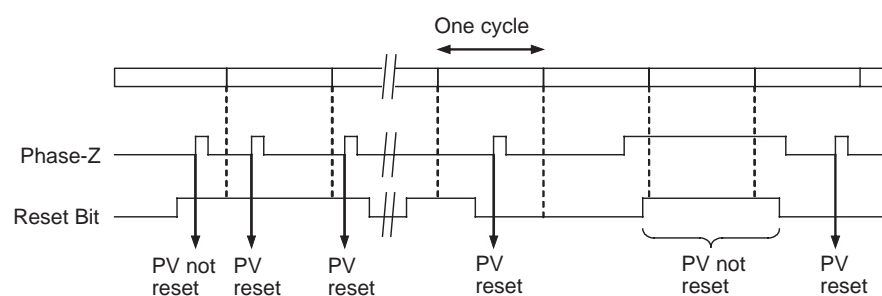 One cycle
Phase-Z
Reset Bit
PV not reset
PV reset
PV reset
PV reset
PV not reset
PV reset